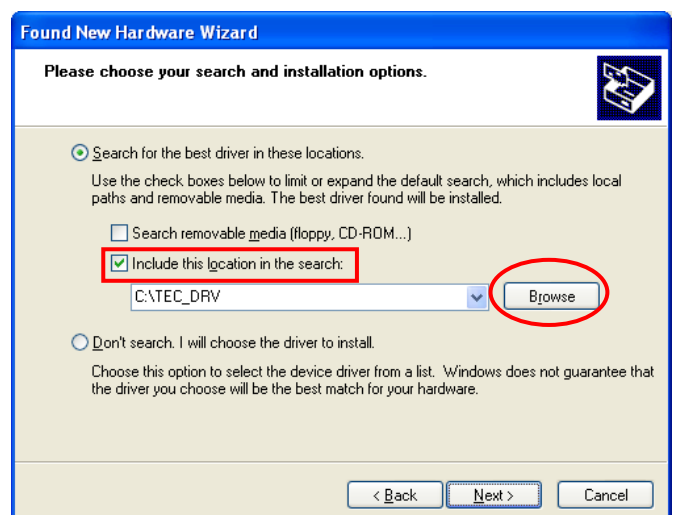 Found New Hardware Wizard
Please choose your search and installation options.
Search for the best driver in these locations.
Use the check boxes below to limit or expand the default search, which includes local
paths and removable media. The best driver found will be installed.
Search removable media (floppy, CD-ROM...)
Include this location in the search:
C:\TEC_DRV
Browse
Don't search. I will choose the driver to install.
Choose this option to select the device driver from a list.  Windows does not guarantee that
the driver you choose will be the best match for your hardware.
< Back Next > Cancel